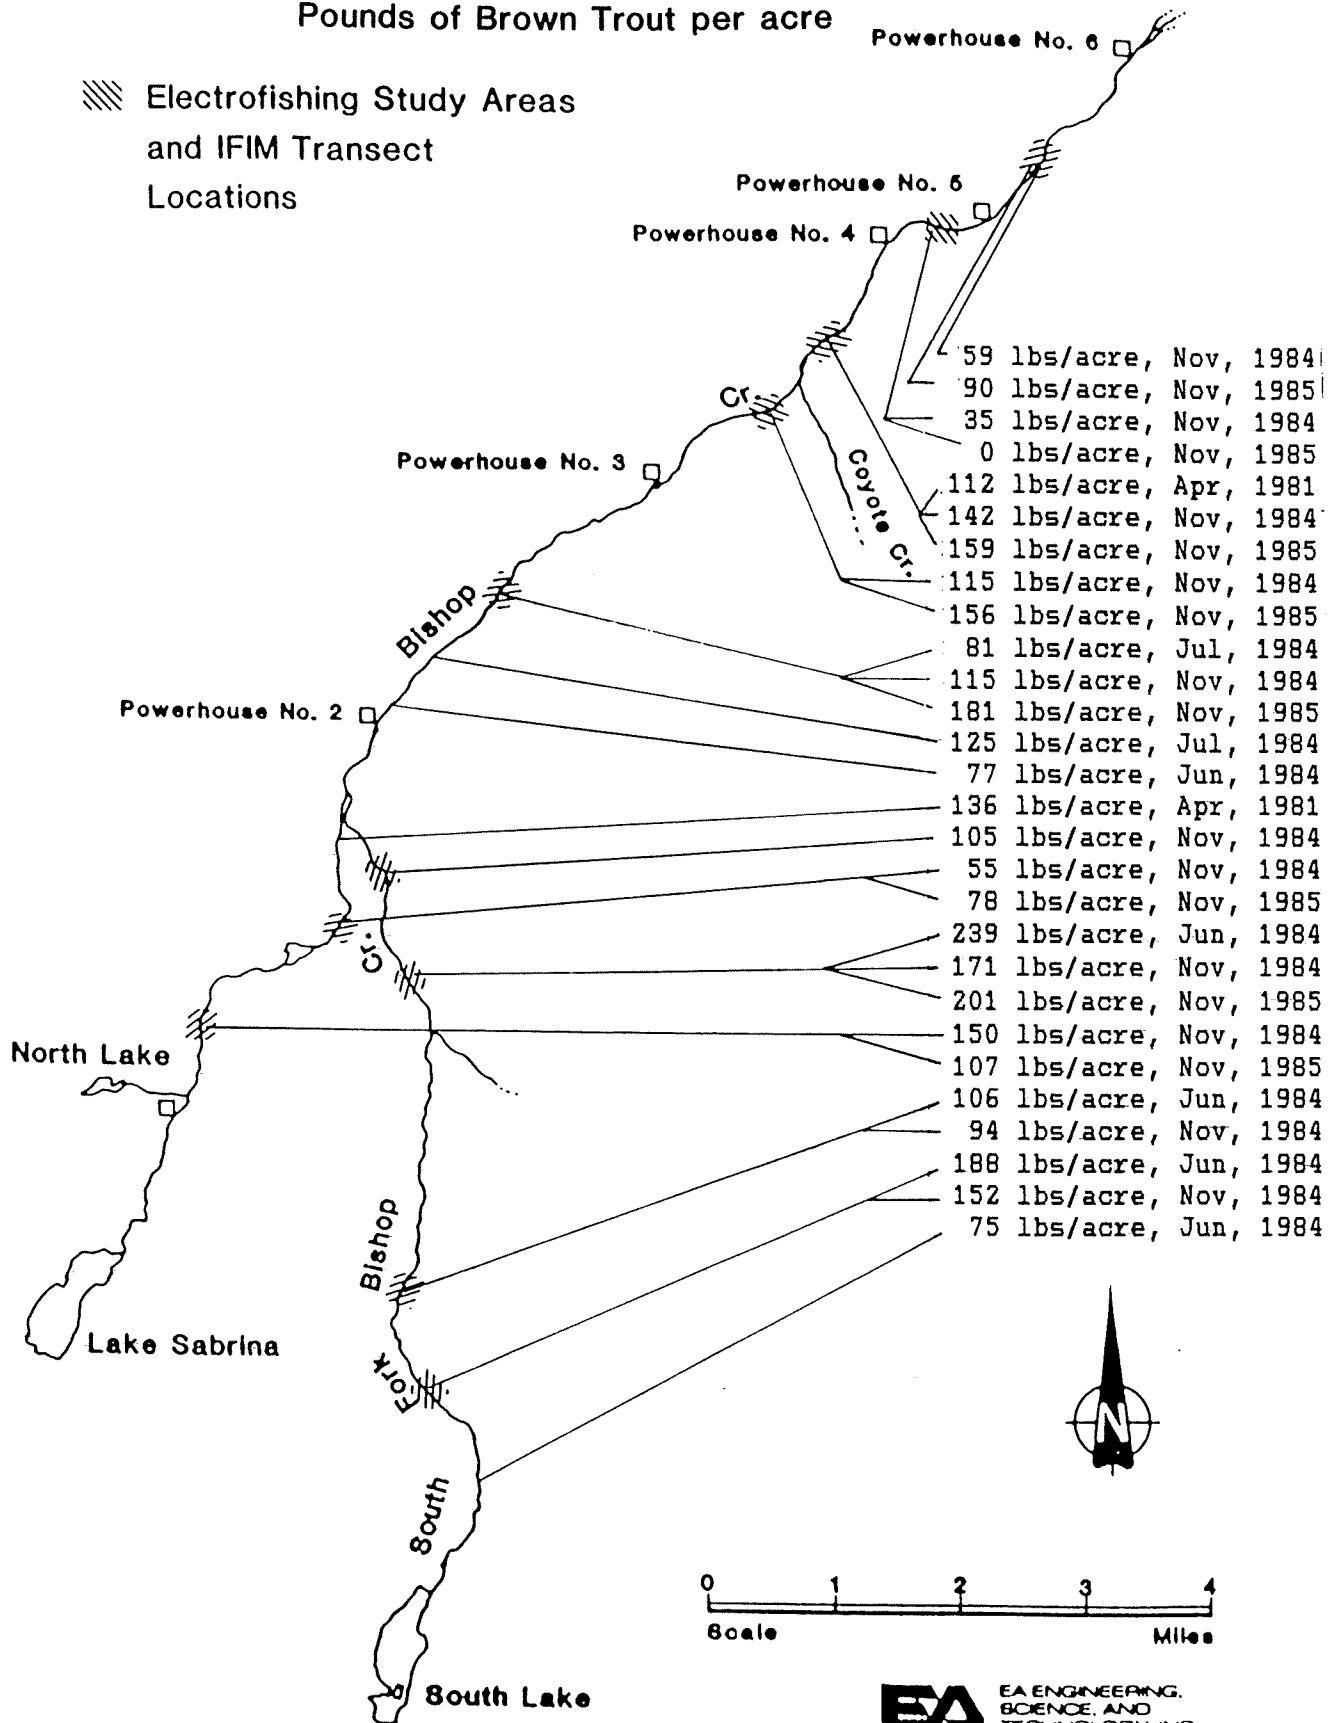 Pounds of Brown Trout per acre
Powerhouse No. 6
Electrofishing Study Areas
and IFIM Transect
Locations
Powerhouse No. 5
Powerhouse No. 4
59 lbs/acre, Nov, 1984
90 lbs/acre, Nov, 1985
35 lbs/acre, Nov, 1984
0 lbs/acre, Nov, 1985
112 lbs/acre, Apr, 1981
142 lbs/acre, Nov, 1984
159 lbs/acre, Nov, 1985
115 lbs/acre, Nov, 1984
156 lbs/acre, Nov, 1985
81 lbs/acre, Jul, 1984
115 lbs/acre, Nov, 1984
181 lbs/acre, Nov, 1985
125 lbs/acre, Jul, 1984
77 lbs/acre, Jun, 1984
136 lbs/acre, Apr, 1981
105 lbs/acre, Nov, 1984
55 lbs/acre, Nov, 1984
78 lbs/acre, Nov, 1985
239 lbs/acre, Jun, 1984
171 lbs/acre, Nov, 1984
201 lbs/acre, Nov, 1985
150 lbs/acre, Nov, 1984
107 lbs/acre, Nov, 1985
106 lbs/acre, Jun, 1984
94 lbs/acre, Nov, 1984
188 lbs/acre, Jun, 1984
152 lbs/acre, Nov, 1984
75 lbs/acre, Jun, 1984
Cr.
Coyote Cr.
Powerhouse No. 3
Bishop
Powerhouse No. 2
Cr.
North Lake
Bishop
Lake Sabrina
Fork
N
South
0 1 2 3 4
Scale Miles
South Lake
EA
EA ENGINEERING,
SCIENCE, AND